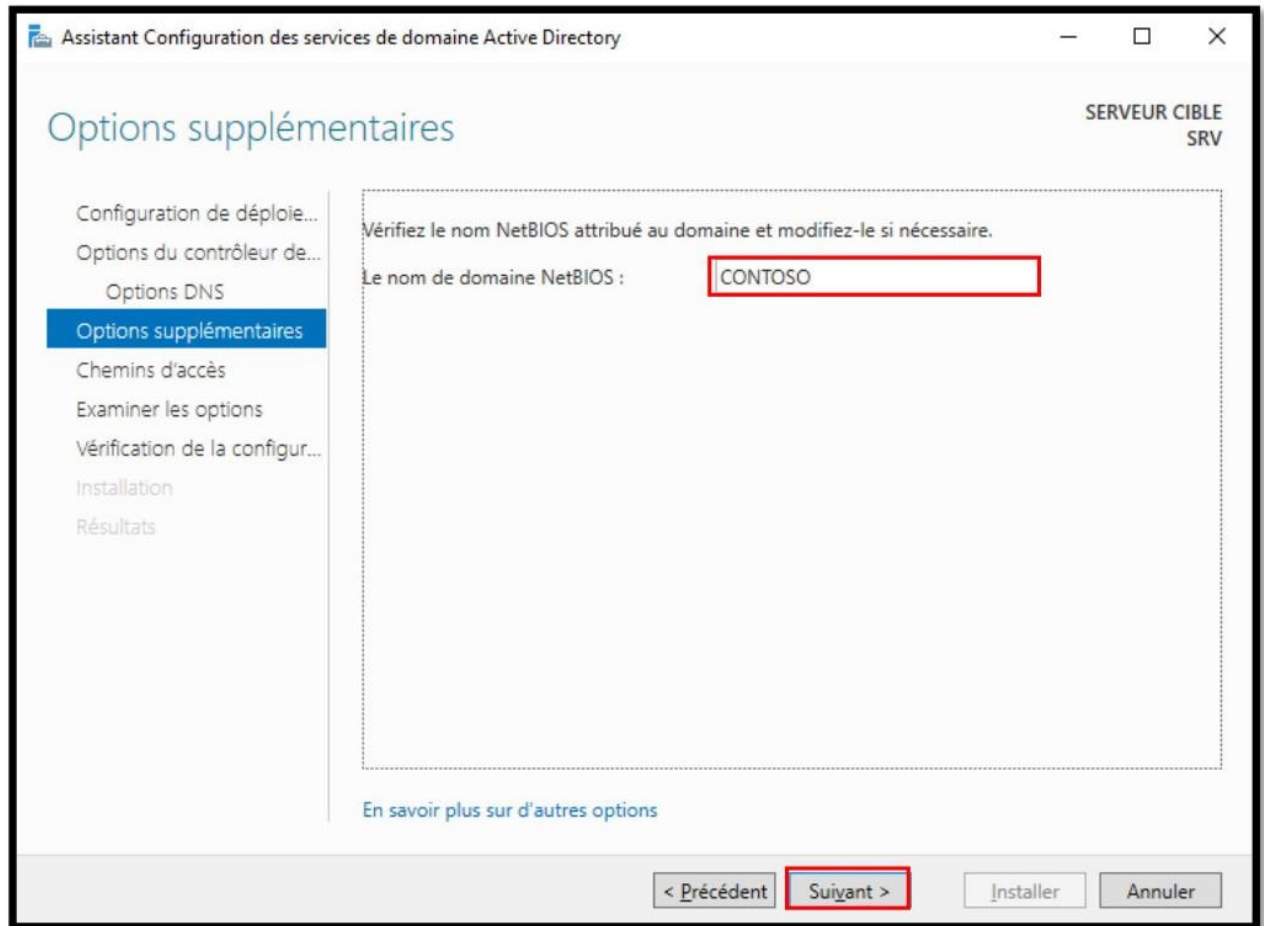 Assistant Configuration des services de domaine Active Directory
Options supplémentaires
SERVEUR CIBLE
SRV
Configuration de déploie...
Options du contrôleur de...
Options DNS
Options supplémentaires
Chemins d'accès
Examiner les options
Vérification de la configur...
Installation
Résultats
Vérifiez le nom NetBIOS attribué au domaine et modifiez-le si nécessaire.
Le nom de domaine NetBIOS : CONTOSO
En savoir plus sur d'autres options
< Précédent Suivant > Installer Annuler